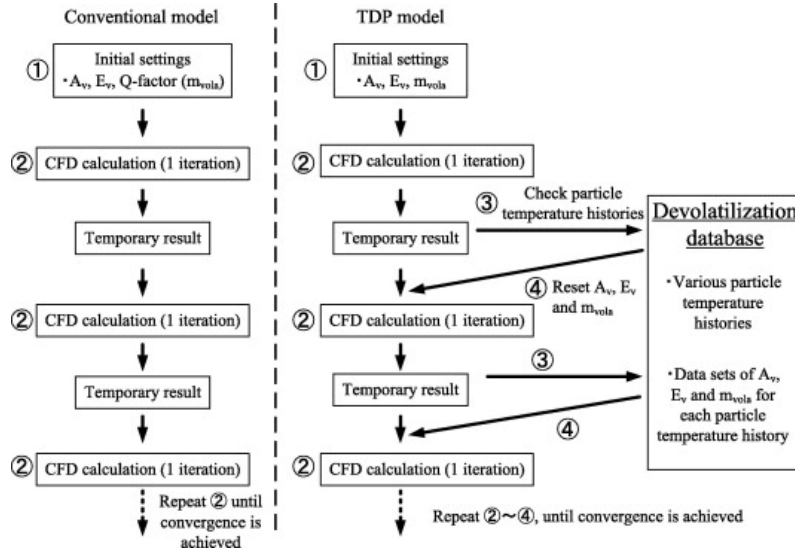 Conventional model
①
Initial settings
・Av, Ev, Q-factor (mvola)
②
CFD calculation (1 iteration)
Temporary result
②
CFD calculation (1 iteration)
Temporary result
②
CFD calculation (1 iteration)
Repeat ② until
convergence is
achieved
TDP model
①
Initial settings
・Av, Ev, mvola
②
CFD calculation (1 iteration)
③
Check particle
temperature histories
Temporary result
④
Reset Av, Ev
and mvola
②
CFD calculation (1 iteration)
③
Temporary result
④
②
CFD calculation (1 iteration)
Repeat ②~④, until convergence is achieved
Devolatilization
database
・Various particle
temperature
histories
・Data sets of Av,
Ev and mvola for
each particle
temperature history